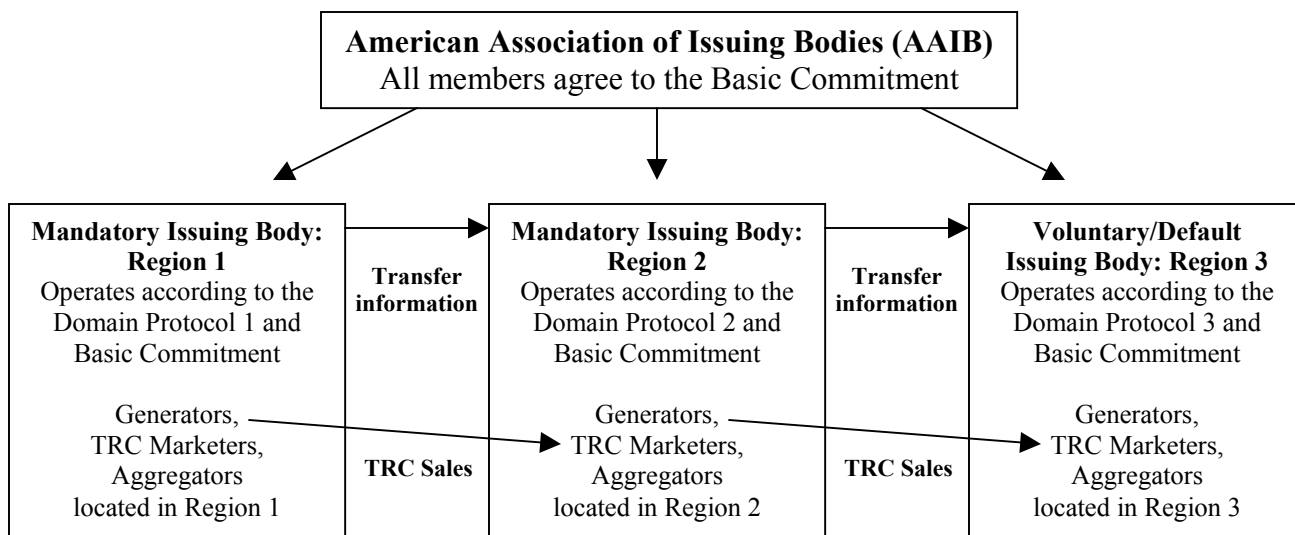 American Association of Issuing Bodies (AAIB)
All members agree to the Basic Commitment
Mandatory Issuing Body:
Region 1
Operates according to the
Domain Protocol 1 and
Basic Commitment
Generators,
TRC Marketers,
Aggregators
located in Region 1
Transfer
information
TRC Sales
Mandatory Issuing Body:
Region 2
Operates according to the
Domain Protocol 2 and
Basic Commitment
Generators,
TRC Marketers,
Aggregators
located in Region 2
Transfer
information
TRC Sales
Voluntary/Default
Issuing Body: Region 3
Operates according to the
Domain Protocol 3 and
Basic Commitment
Generators,
TRC Marketers,
Aggregators
located in Region 3